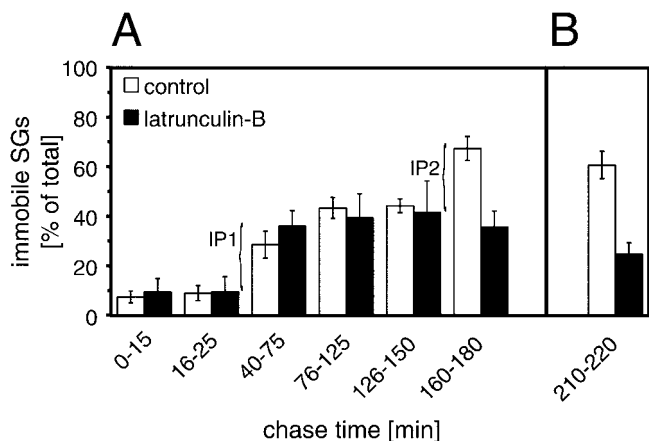 A
B
100
80
60
40
20
0
immobile SGs
[% of total]
control
latrunculin-B
IP1
IP2
0-15
16-25
40-75
76-125
126-150
160-180
210-220
chase time [min]